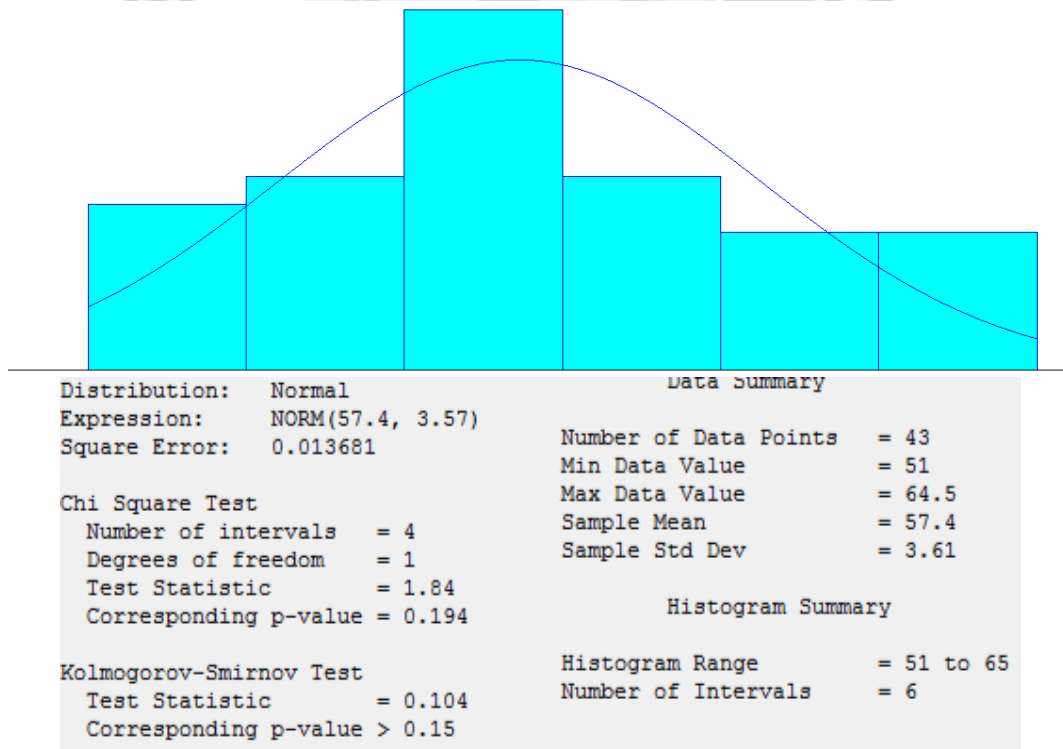 Distribution: Normal
Expression: NORM(57.4, 3.57)
Square Error: 0.013681
Chi Square Test
Number of intervals = 4
Degrees of freedom = 1
Test Statistic = 1.84
Corresponding p-value = 0.194
Kolmogorov-Smirnov Test
Test Statistic = 0.104
Corresponding p-value > 0.15
Data Summary
Number of Data Points = 43
Min Data Value = 51
Max Data Value = 64.5
Sample Mean = 57.4
Sample Std Dev = 3.61
Histogram Summary
Histogram Range = 51 to 65
Number of Intervals = 6